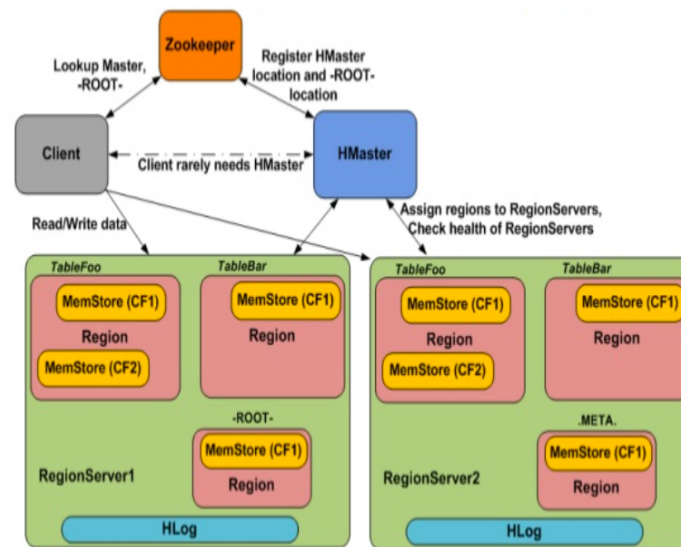 Zookeeper
Lookup Master,
-ROOT-
Register HMaster
location and -ROOT-
location
Client
Client rarely needs HMaster
HMaster
Read/Write data
Assign regions to RegionServers,
Check health of RegionServers
TableFoo
MemStore (CF1)
Region
MemStore (CF2)
TableBar
MemStore (CF1)
Region
-ROOT-
MemStore (CF1)
Region
RegionServer1
HLog
TableFoo
MemStore (CF1)
Region
MemStore (CF2)
TableBar
MemStore (CF1)
Region
.META.
MemStore (CF1)
Region
RegionServer2
HLog